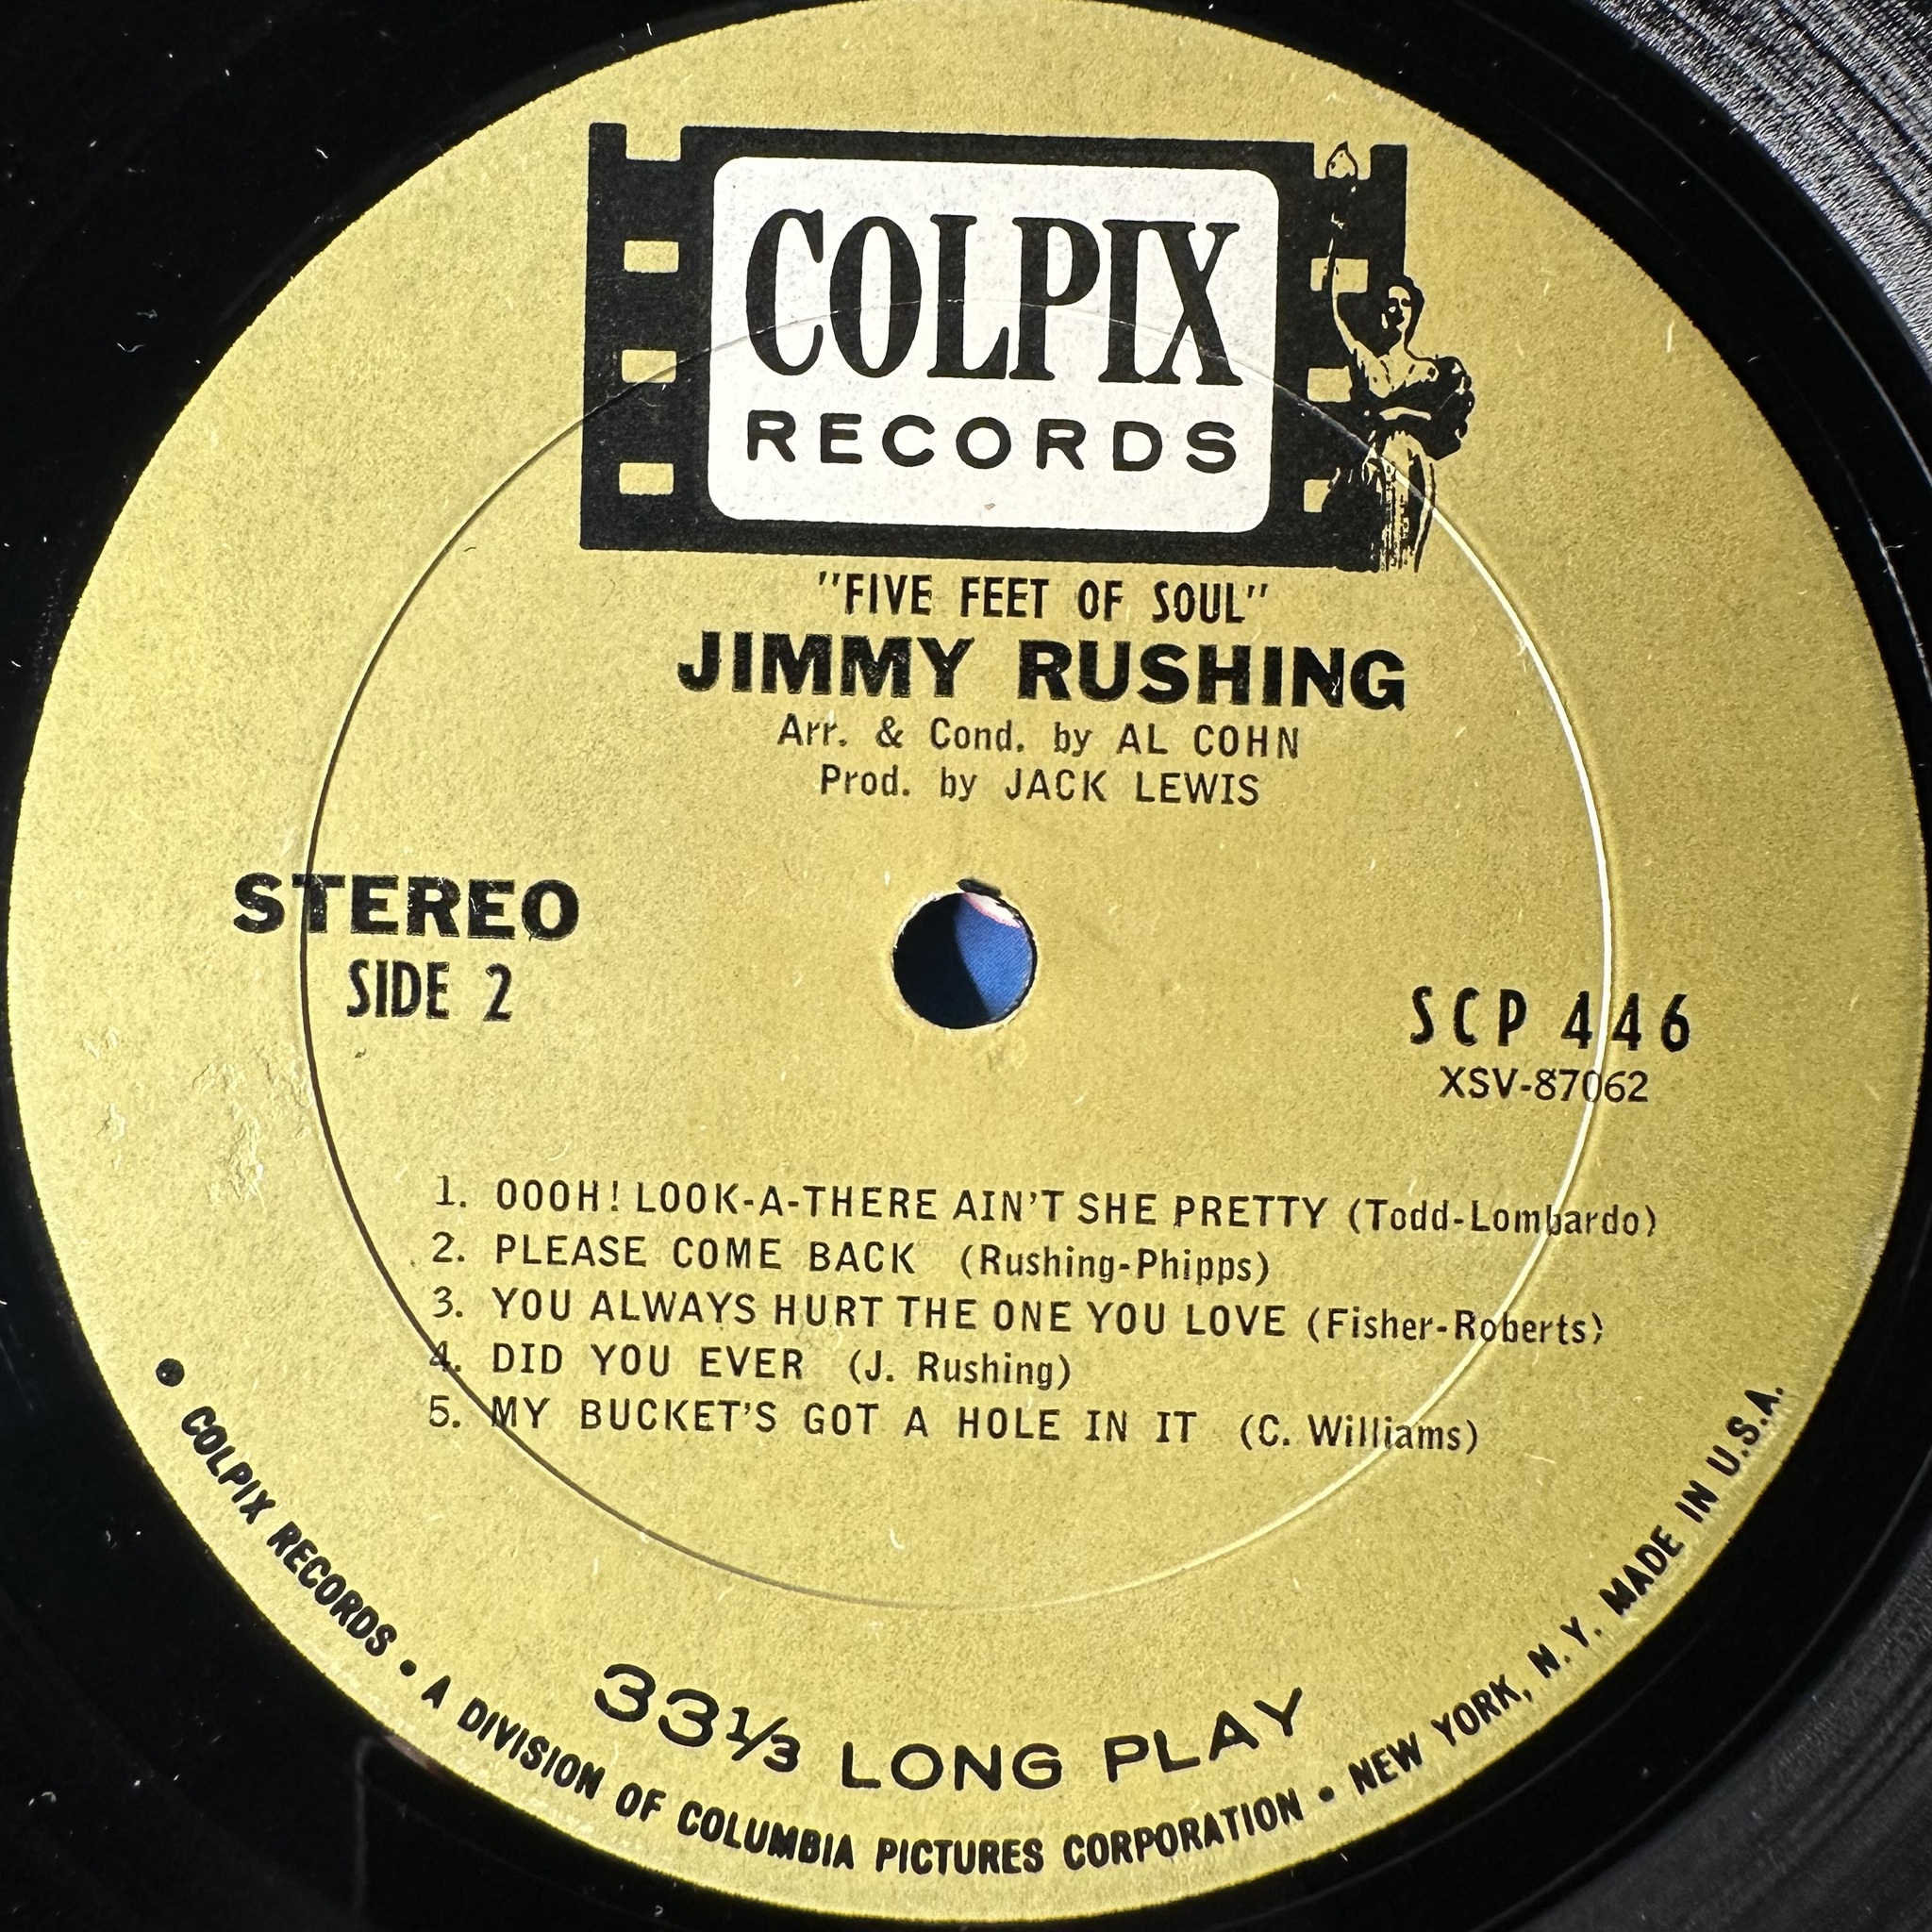 COLPIX
RECORDS
"FIVE FEET OF SOUL"
JIMMY RUSHING
Arr. & Cond. by AL COHN
Prod. by JACK LEWIS
STEREO
SIDE 2
SCP 446
XSV-87062
1. OOOH! LOOK-A-THERE AIN'T SHE PRETTY (Todd-Lombardo)
2. PLEASE COME BACK (Rushing-Phipps)
3. YOU ALWAYS HURT THE ONE YOU LOVE (Fisher-Roberts)
4. DID YOU EVER (J. Rushing)
5. MY BUCKET'S GOT A HOLE IN IT (C. Williams)
33⅓ LONG PLAY
• COLPIX RECORDS • A DIVISION OF COLUMBIA PICTURES CORPORATION • NEW YORK, N.Y. MADE IN U.S.A.